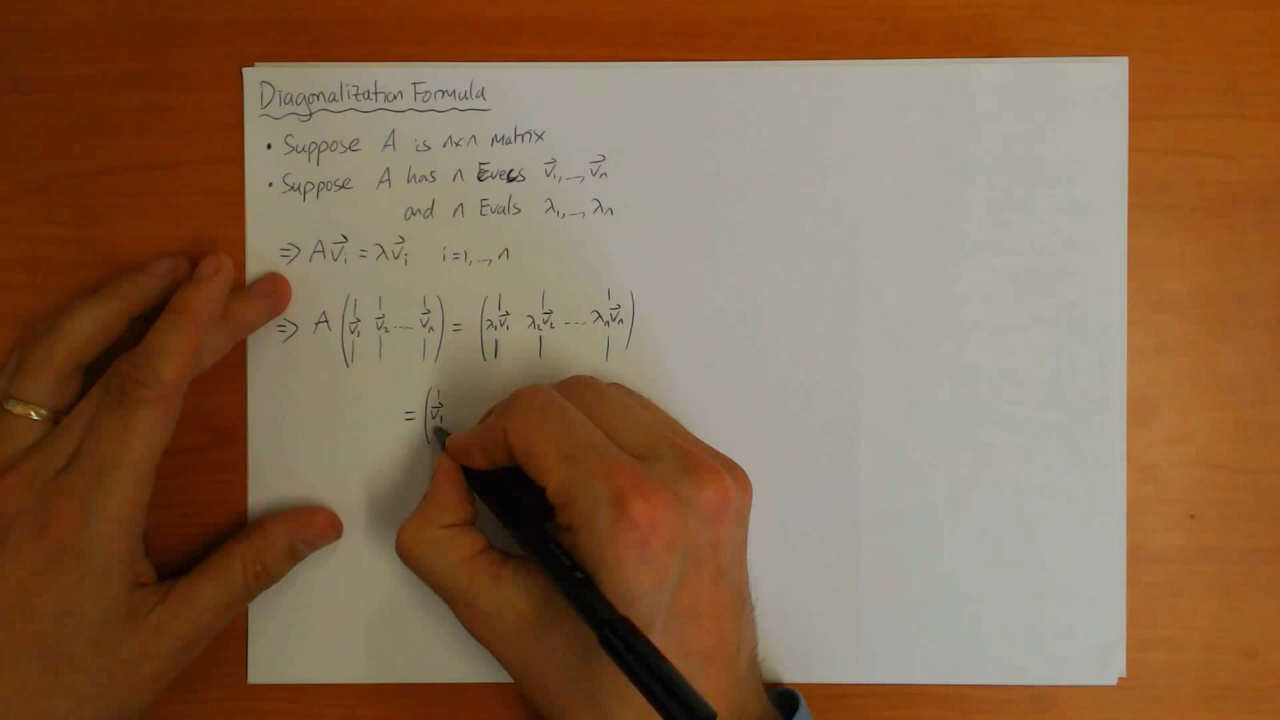 Diagonalization Formula
• Suppose A is n×n matrix
• Suppose A has n Evecs v⃗₁,..., v⃗ₙ
and n Evals λ₁,..., λₙ
⇒ Av⃗ᵢ = λv⃗ᵢ i=1,...,n
⇒ A (v⃗₁ v⃗₂ .... v⃗ₙ) = (λ₁v⃗₁ λ₂v⃗₂ .... λₙv⃗ₙ)
= (v⃗₁